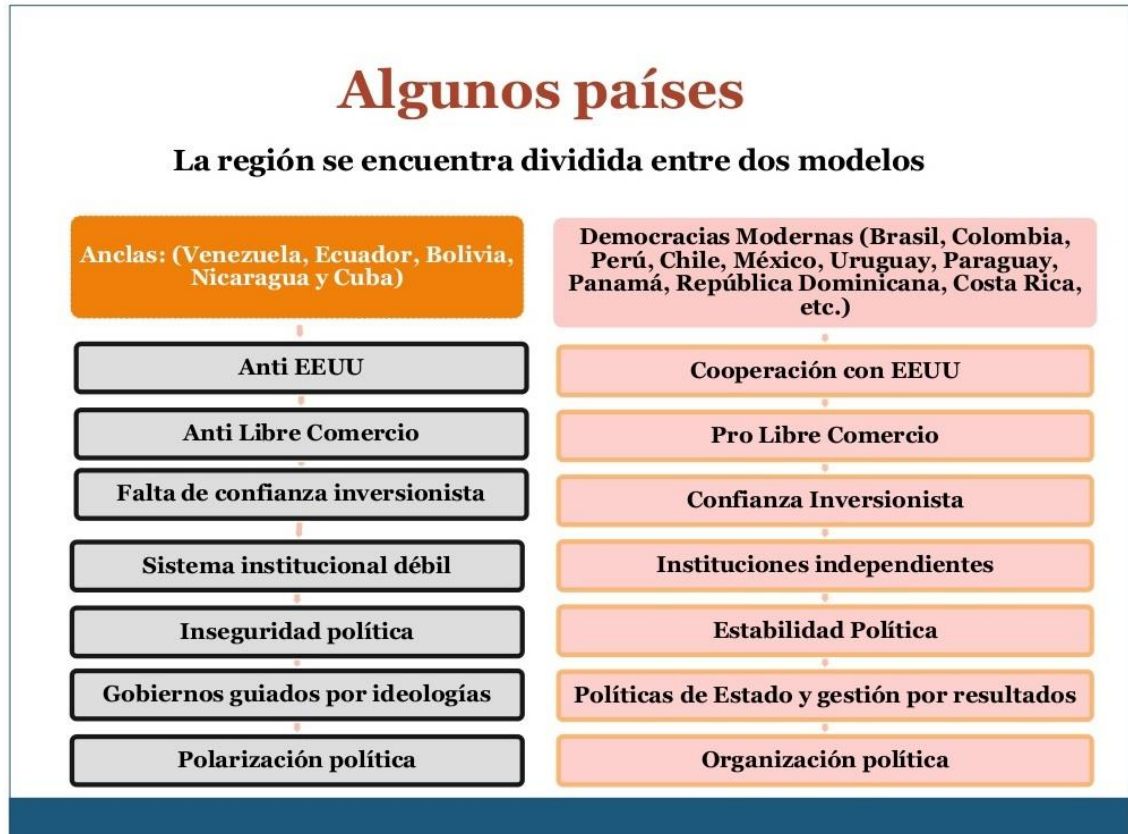 Algunos países
La región se encuentra dividida entre dos modelos
Anclas: (Venezuela, Ecuador, Bolivia,
Nicaragua y Cuba)
Anti EEUU
Anti Libre Comercio
Falta de confianza inversionista
Sistema institucional débil
Inseguridad política
Gobiernos guiados por ideologías
Polarización política
Democracias Modernas (Brasil, Colombia,
Perú, Chile, México, Uruguay, Paraguay,
Panamá, República Dominicana, Costa Rica,
etc.)
Cooperación con EEUU
Pro Libre Comercio
Confianza Inversionista
Instituciones independientes
Estabilidad Política
Políticas de Estado y gestión por resultados
Organización política